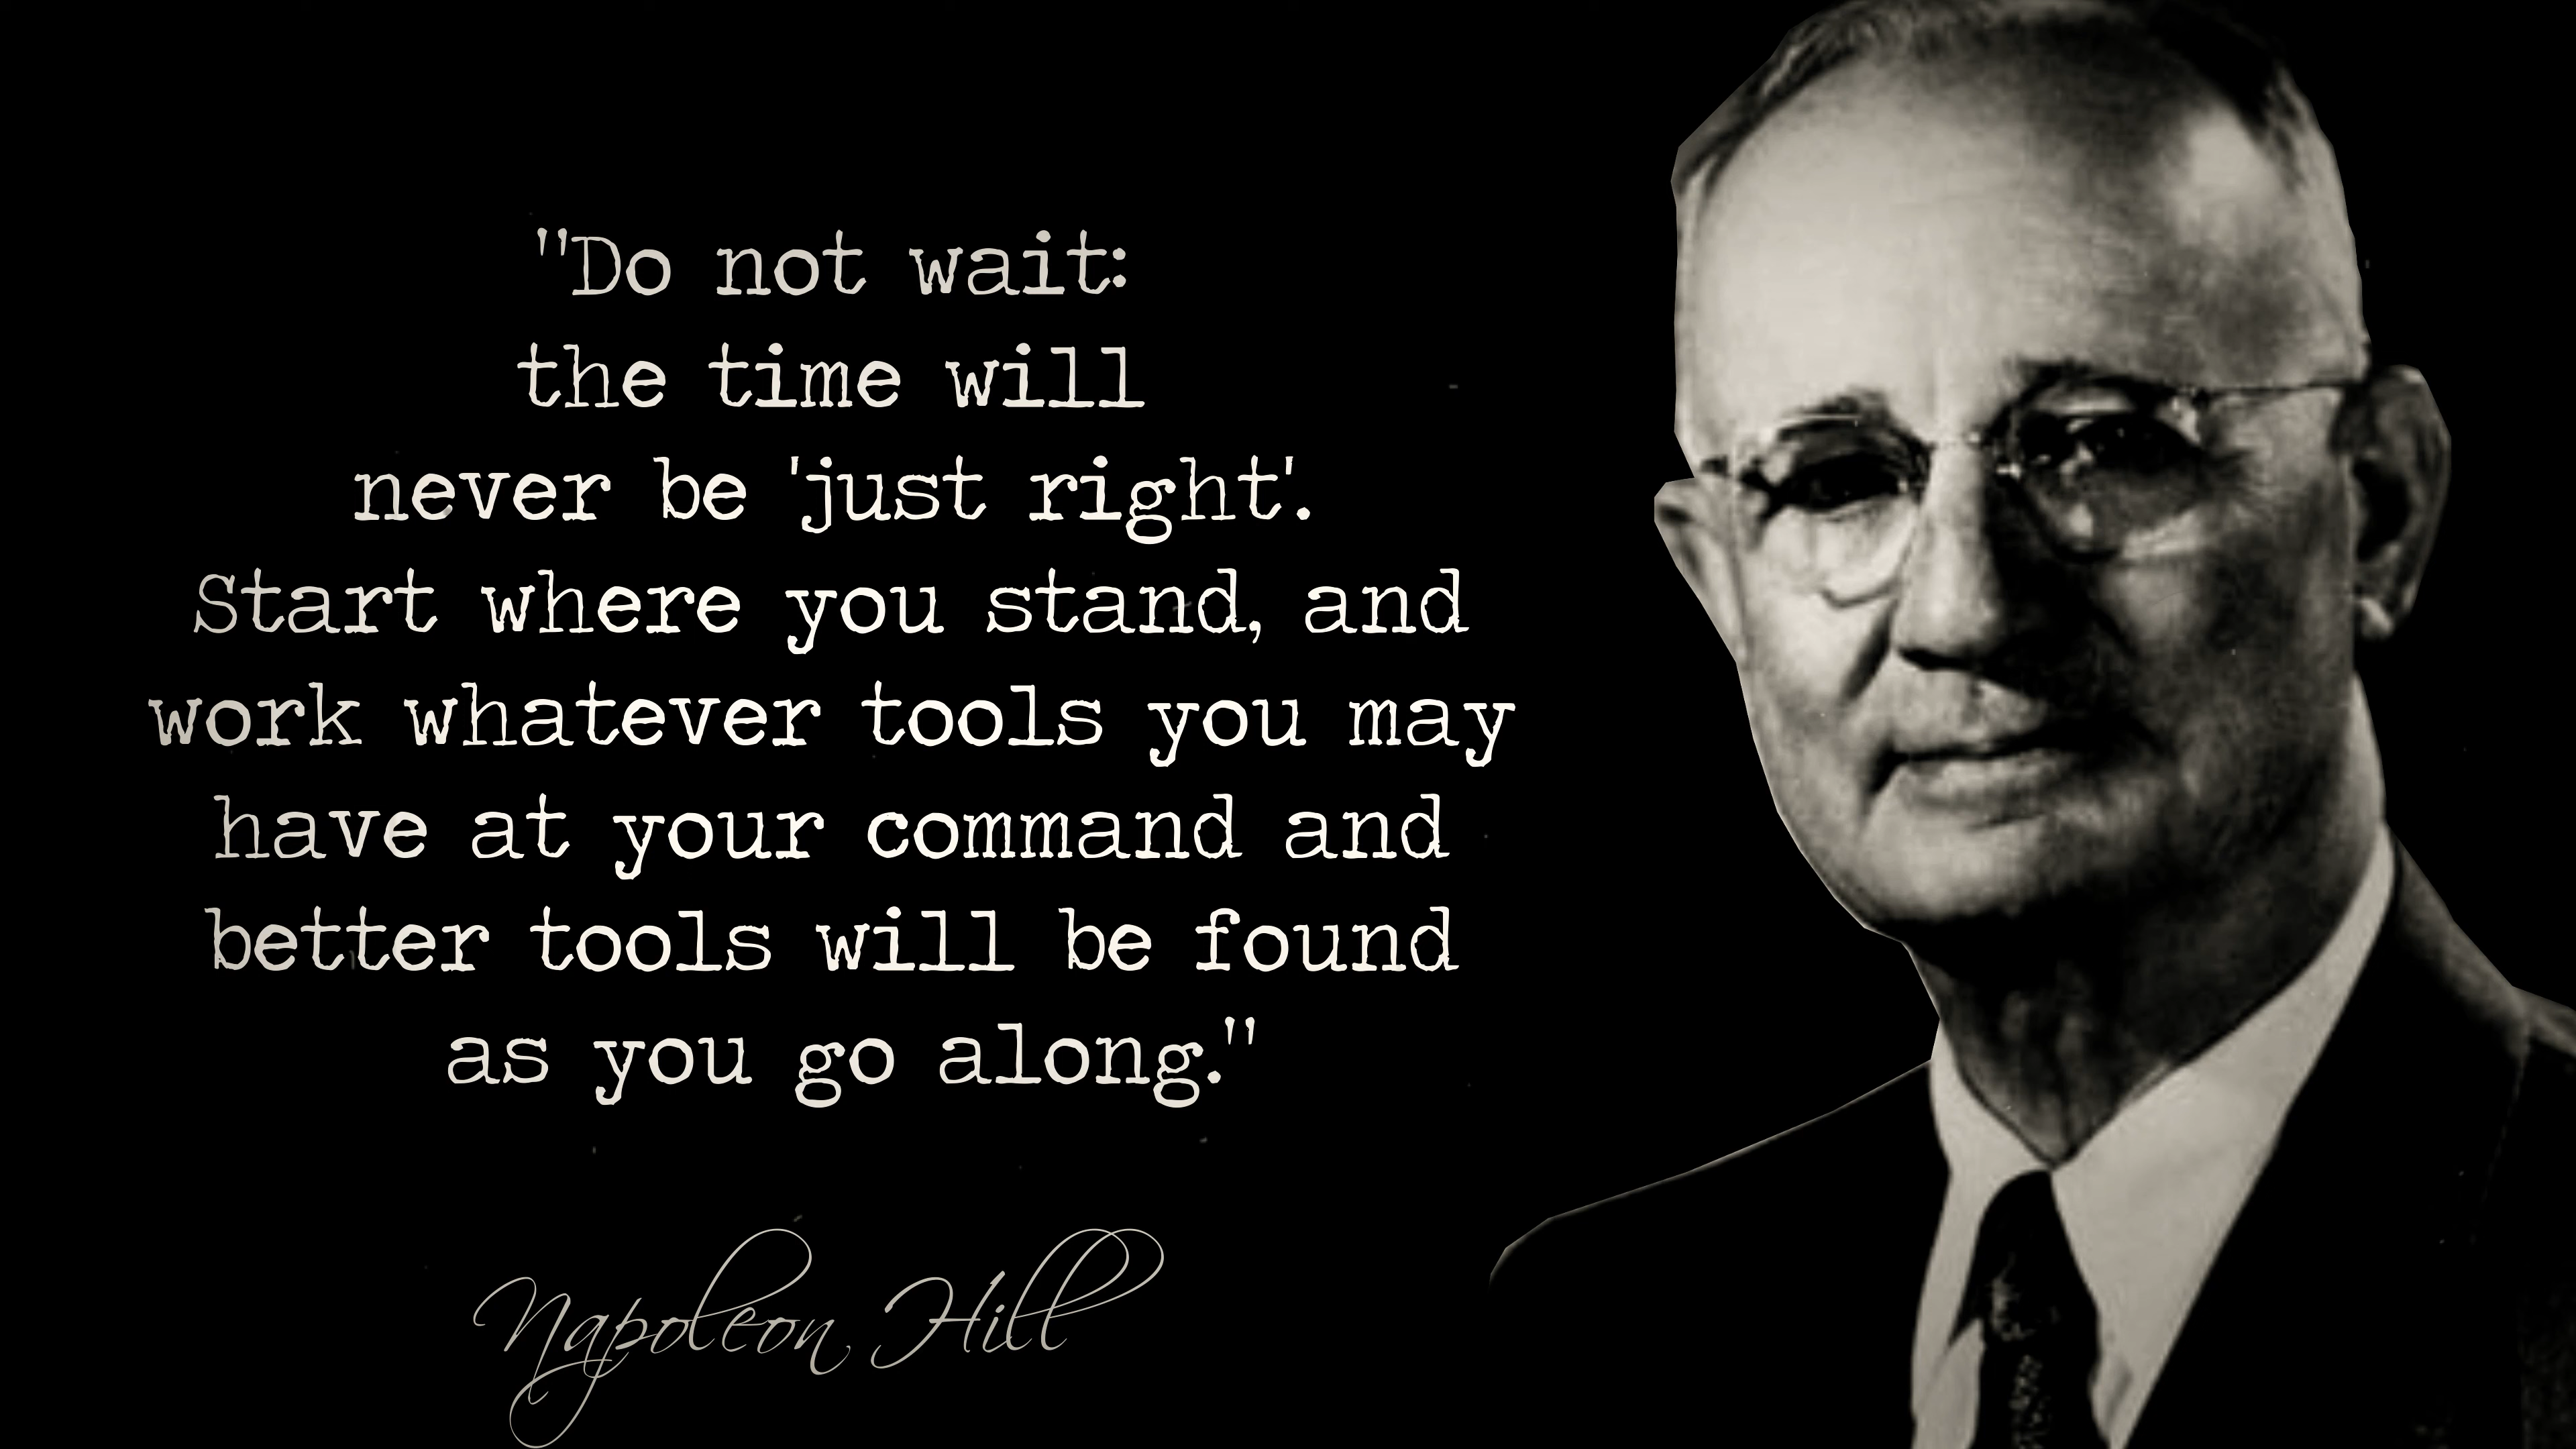 "Do not wait:
the time will
never be 'just right'.
Start where you stand, and
work whatever tools you may
have at your command and
better tools will be found
as you go along."
Napoleon Hill